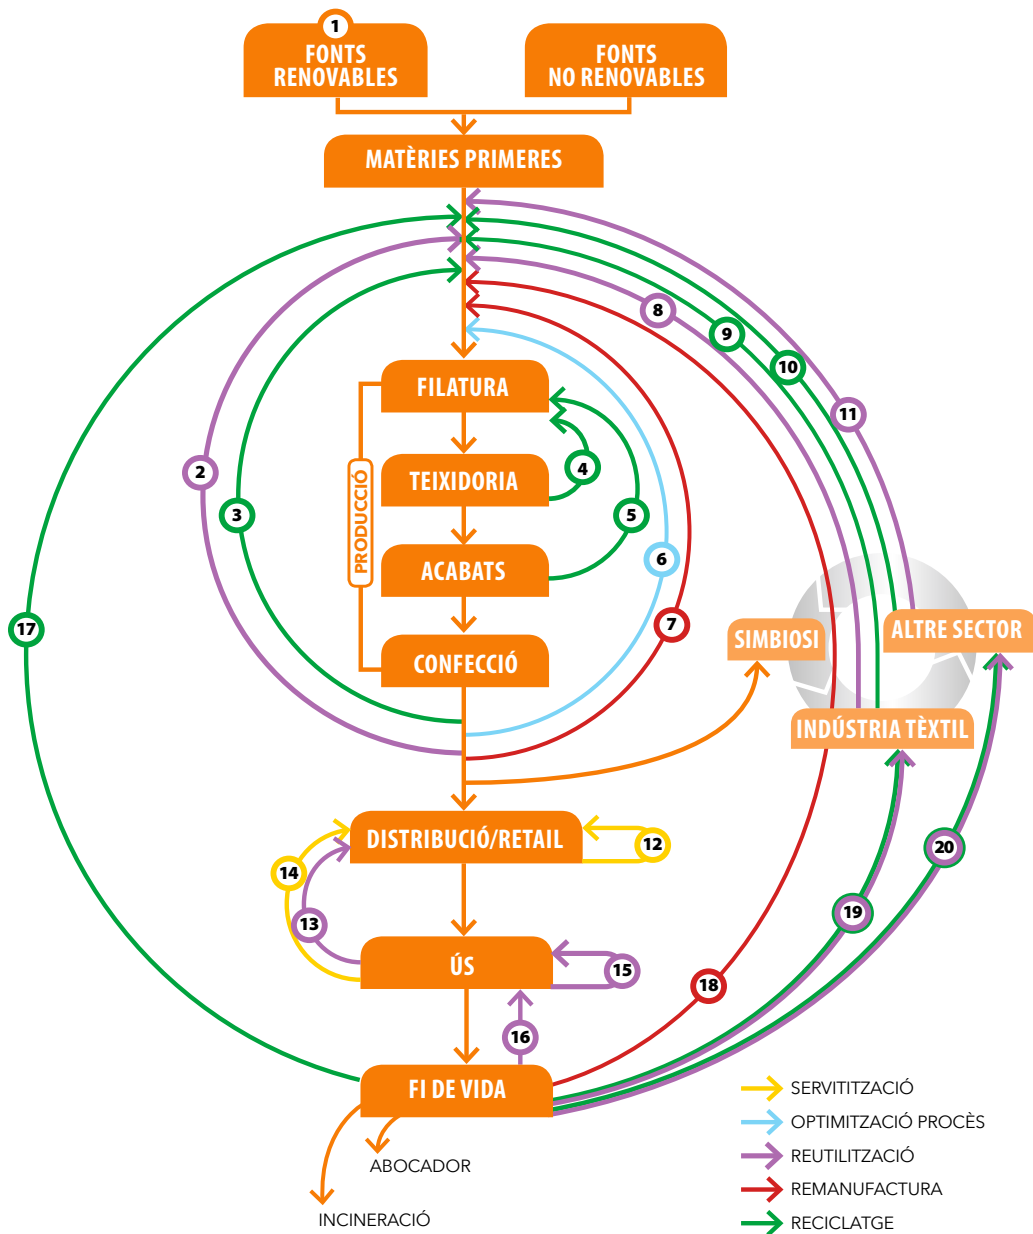 1
FONTS
RENOVABLES
FONTS
NO RENOVABLES
MATÈRIES PRIMERES
8
9
10
11
FILATURA
2
4
TEIXIDORIA
3
5
PRODUCCIÓ
6
ACABATS
7
17
SIMBIOSI
ALTRE SECTOR
CONFECCIÓ
INDÚSTRIA TÈXTIL
DISTRIBUCIÓ/RETAIL
12
20
14
19
13
ÚS
15
18
16
FI DE VIDA
SERVITITZACIÓ
OPTIMITZACIÓ PROCÈS
REUTILITZACIÓ
REMANUFACTURA
RECICLATGE
ABOCADOR
INCINERACIÓ